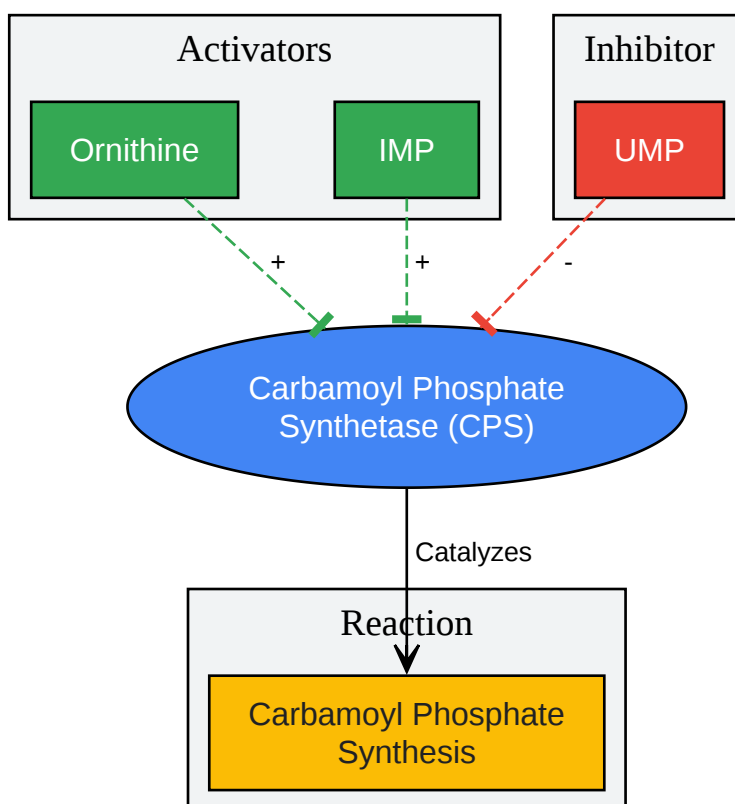 Activators
Inhibitor
Ornithine
IMP
UMP
+
+
-
Carbamoyl Phosphate
Synthetase (CPS)
Catalyzes
Reaction
Carbamoyl Phosphate
Synthesis